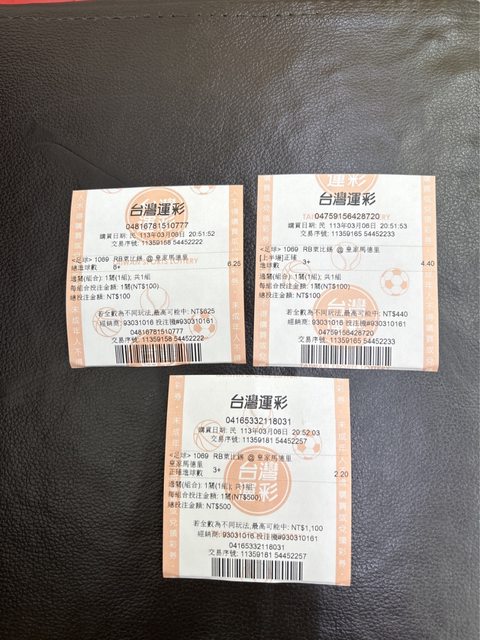 台灣運彩
04816781510777
購買日期: 民 113年03月06日 20:51:52
交易序號: 11359158 54452222
<足球> 1069 RB萊比錫 @ 皇家馬德里
總進球數 6+ 6.25
過關(組合): 1關(1組); 共1組
每組合投注金額: 1關(NT$100)
總投注金額: NT$100
若全數為不同玩法,最高可能中: NT$625
經銷商: 93031016 投注機#930310161
04816781510777
交易序號: 11359158 54452222
台灣運彩
04759156428720
購買日期: 民 113年03月06日 20:51:53
交易序號: 11359165 54452233
<足球> 1069 RB萊比錫 @ 皇家馬德里
[上半場]正球
進球數 3+ 4.40
過關(組合): 1關(1組); 共1組
每組合投注金額: 1關(NT$100)
總投注金額: NT$100
若全數為不同玩法,最高可能中: NT$440
經銷商: 93031016 投注機#930310161
04759156428720
交易序號: 11359165 54452233
台灣運彩
04165332118031
購買日期: 民 113年03月06日 20:52:03
交易序號: 11359181 54452257
<足球> 1069 RB萊比錫 @ 皇家馬德里
皇家馬德里
正球進球數 3+ 2.20
過關(組合): 1關(1組); 共1組
每組合投注金額: 1關(NT$500)
總投注金額: NT$500
若全數為不同玩法,最高可能中: NT$1,100
經銷商: 93031016 投注機#930310161
04165332118031
交易序號: 11359181 54452257